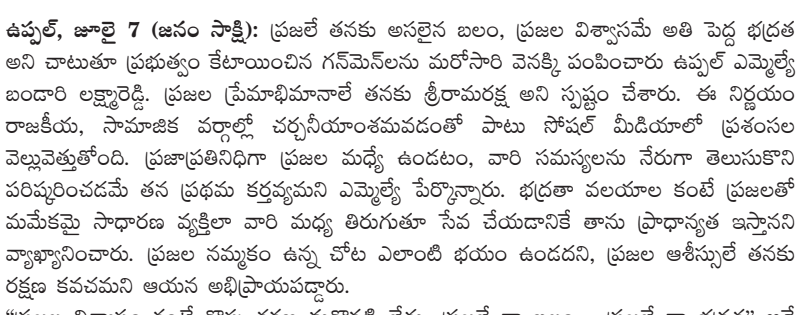 ఉప్పల్, జూలై 7 (జనం సాక్షి): ప్రజలే తనకు అసలైన బలం, ప్రజల విశ్వాసమే అతి పెద్ద భద్రత
అని చాటుతూ ప్రభుత్వం కేటాయించిన గన్‌మెన్‌లను మరోసారి వెనక్కి పంపించారు ఉప్పల్ ఎమ్మెల్యే
బండారి లక్ష్మారెడ్డి. ప్రజల ప్రేమాభిమానాలే తనకు శ్రీరామరక్ష అని స్పష్టం చేశారు. ఈ నిర్ణయం
రాజకీయ, సామాజిక వర్గాల్లో చర్చనీయాంశమవడంతో పాటు సోషల్ మీడియాలో ప్రశంసల
వెల్లువెత్తుతోంది. ప్రజాప్రతినిధిగా ప్రజల మధ్యే ఉండటం, వారి సమస్యలను నేరుగా తెలుసుకొని
పరిష్కరించడమే తన ప్రథమ కర్తవ్యమని ఎమ్మెల్యే పేర్కొన్నారు. భద్రతా వలయాల కంటే ప్రజలతో
మమేకమై సాధారణ వ్యక్తిలా వారి మధ్య తిరుగుతూ సేవ చేయడానికే తాను ప్రాధాన్యత ఇస్తానని
వ్యాఖ్యానించారు. ప్రజల నమ్మకం ఉన్న చోట ఎలాంటి భయం ఉండదని, ప్రజల ఆశీస్సులే తనకు
రక్షణ కవచమని ఆయన అభిప్రాయపడ్డారు.